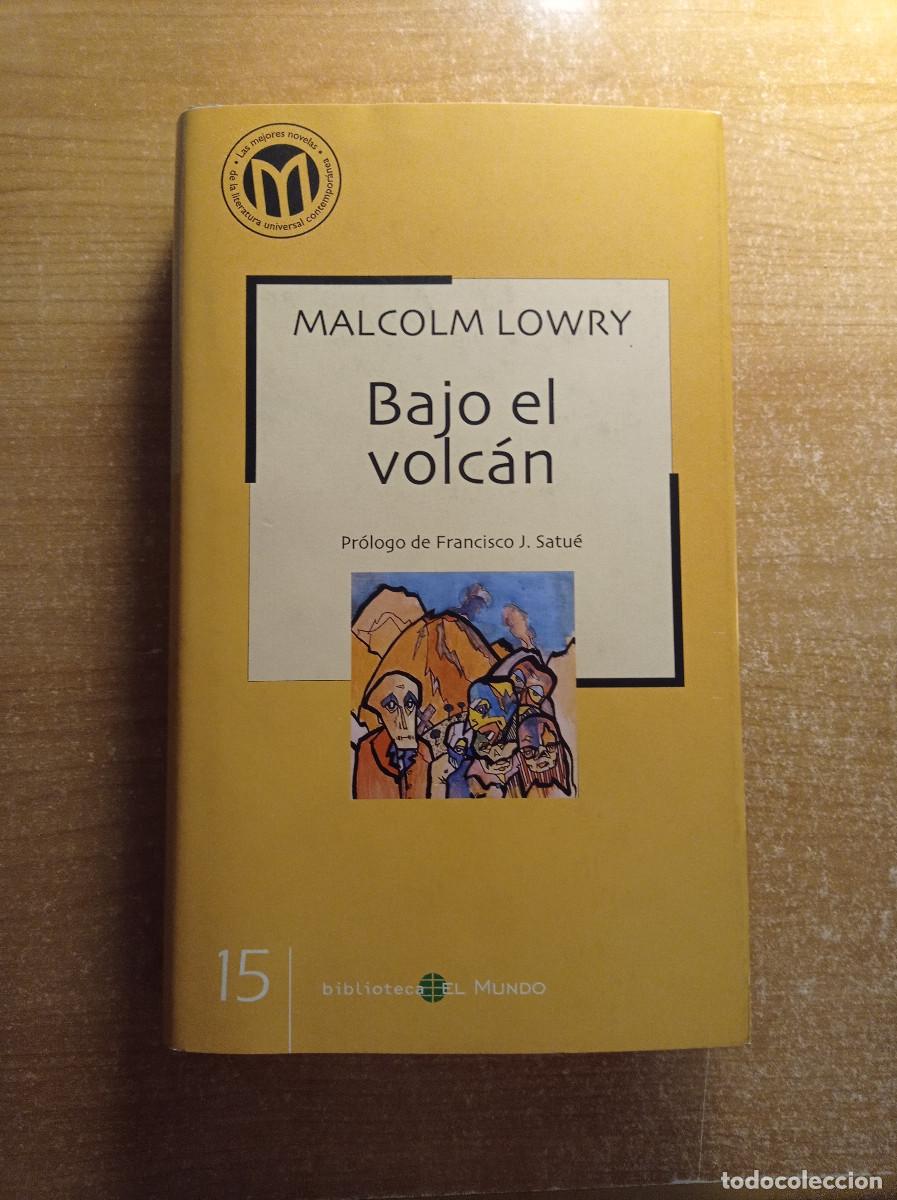 • Las mejores novelas •
de la literatura universal contemporánea
M
MALCOLM LOWRY
Bajo el
volcán
Prólogo de Francisco J. Satué
15
biblioteca EL MUNDO
todocoleccion